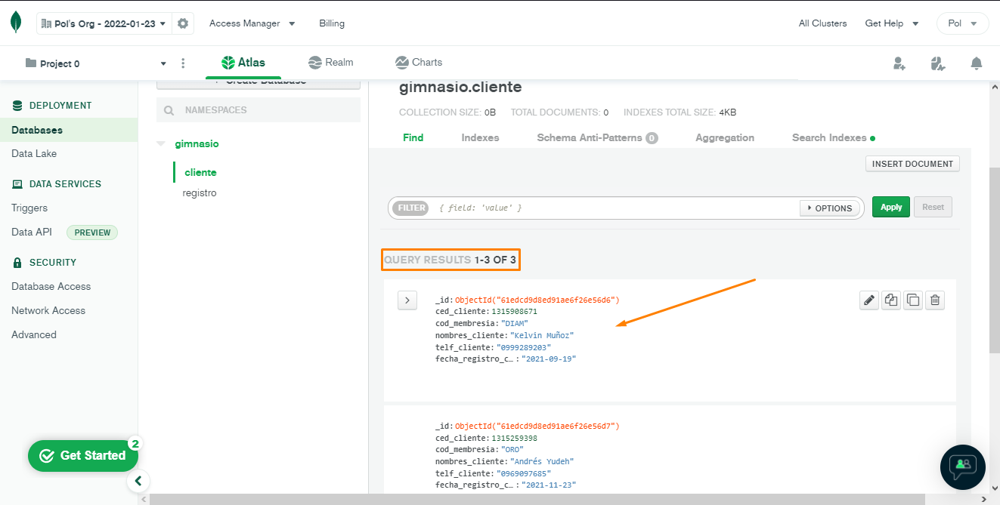 Pol's Org - 2022-01-23
Access Manager
Billing
All Clusters
Get Help
Pol
Project 0
Atlas
Realm
Charts
DEPLOYMENT
Databases
Data Lake
DATA SERVICES
Triggers
Data API PREVIEW
SECURITY
Database Access
Network Access
Advanced
Get Started
2
Create Database
NAMESPACES
gimnasio
cliente
registro
gimnasio.cliente
COLLECTION SIZE: 0B TOTAL DOCUMENTS: 0 INDEXES TOTAL SIZE: 4KB
Find Indexes Schema Anti-Patterns 0 Aggregation Search Indexes
INSERT DOCUMENT
FILTER { field: 'value' } OPTIONS Apply Reset
QUERY RESULTS 1-3 OF 3
_id: ObjectId("61edcd9d8ed91ae6f26e56d6")
ced_cliente: 1315908671
cod_membresia: "DIAM"
nombres_cliente: "Kelvin Muñoz"
telf_cliente: "0999289203"
fecha_registro_c… : "2021-09-19"
_id: ObjectId("61edcd9d8ed91ae6f26e56d7")
ced_cliente: 1315259398
cod_membresia: "ORO"
nombres_cliente: "Andrés Yudeh"
telf_cliente: "0969097685"
fecha_registro_c… : "2021-11-23"